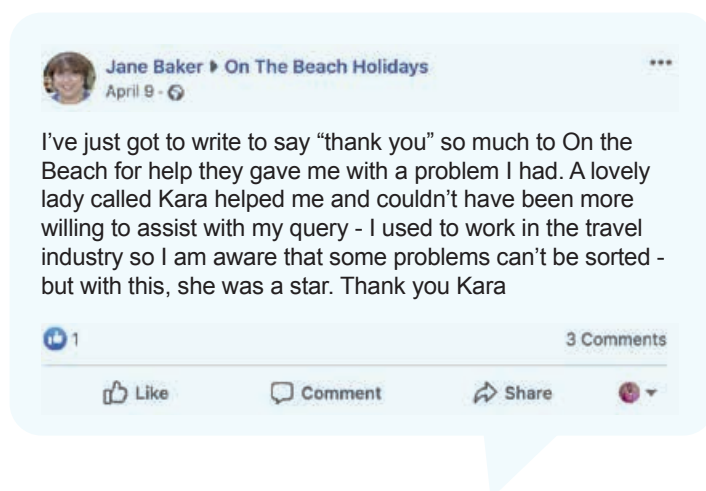 Jane Baker ▸ On The Beach Holidays
April 9 ·
I've just got to write to say “thank you” so much to On the
Beach for help they gave me with a problem I had. A lovely
lady called Kara helped me and couldn't have been more
willing to assist with my query - I used to work in the travel
industry so I am aware that some problems can't be sorted -
but with this, she was a star. Thank you Kara
1 3 Comments
Like Comment Share